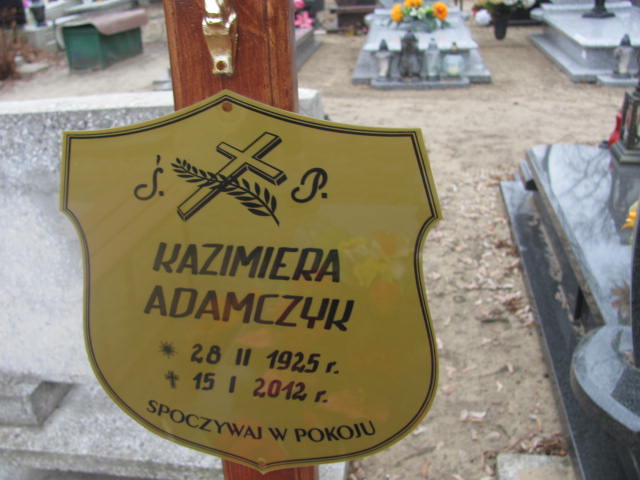 Ś. P.
KAZIMIERA
ADAMCZYK
* 28 II 1925 r.
✝ 15 I 2012 r.
SPOCZYWAJ W POKOJU